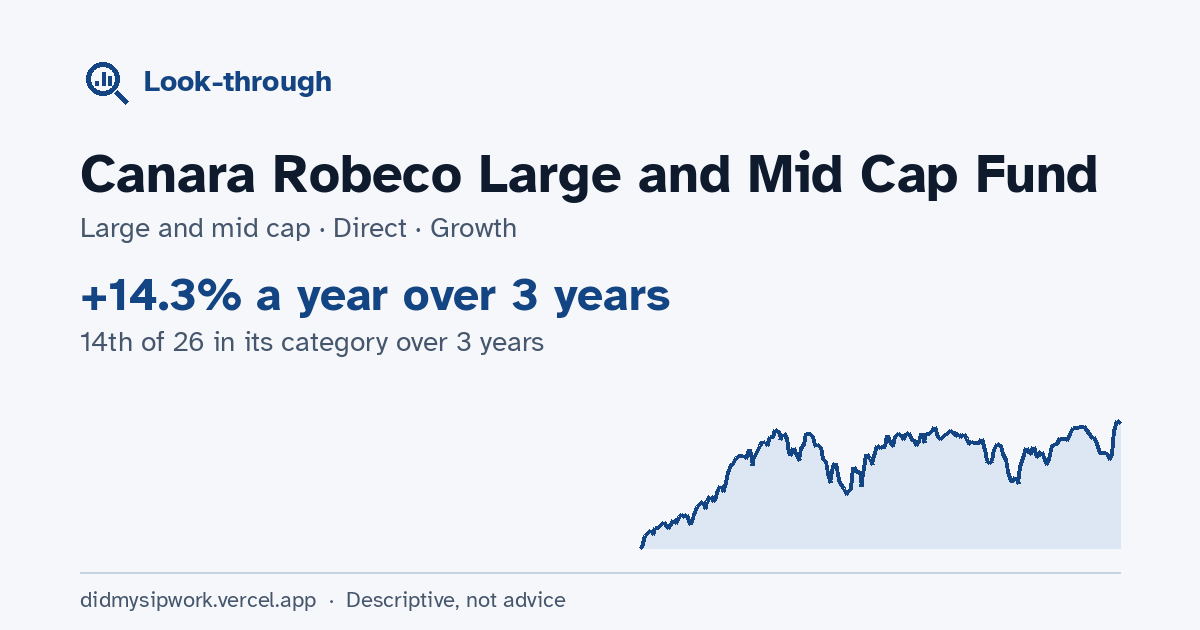 Look-through
Canara Robeco Large and Mid Cap Fund
Large and mid cap · Direct · Growth
+14.3% a year over 3 years
14th of 26 in its category over 3 years
didmysipwork.vercel.app · Descriptive, not advice